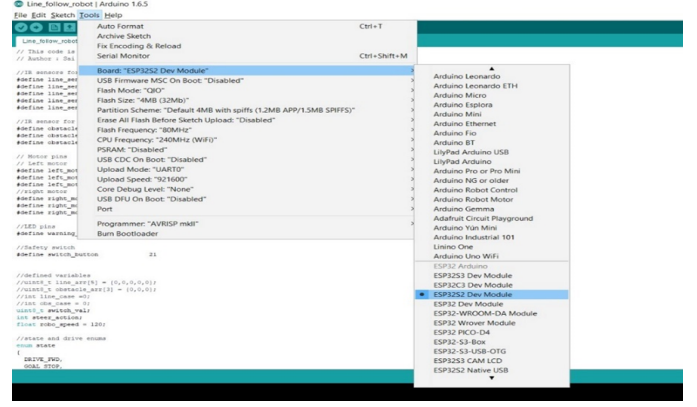 Line_follow_robot | Arduino 1.6.5
File Edit Sketch Tools Help
Line_follow_robot
// This code is
// Author : Sai
//IR sensors for
#define line_sen
#define line_sen
#define line_sen
#define line_sen
#define line_sen
//IR sensor for
#define obstacle
#define obstacle
#define obstacle
// Motor pins
// Left motor
#define left_mot
#define left_mot
#define left_mot
//right motor
#define right_mo
#define right_mo
#define right_mo
//LED pins
#define warning_
//Safety switch
#define switch_button 21
//defined variables
//uint8_t line_arr[5] = {0,0,0,0,0};
//uint8_t obstacle_arr[3] = {0,0,0};
//int line_case =0;
//int obs_case = 0;
uint8_t switch_val;
int steer_action;
float robo_speed = 120;
//state and drive enums
enum state
{
DRIVE_FWD,
GOAL_STOP,
Auto Format Ctrl+T
Archive Sketch
Fix Encoding & Reload
Serial Monitor Ctrl+Shift+M
Board: "ESP32S2 Dev Module"
USB Firmware MSC On Boot: "Disabled"
Flash Mode: "QIO"
Flash Size: "4MB (32Mb)"
Partition Scheme: "Default 4MB with spiffs (1.2MB APP/1.5MB SPIFFS)"
Erase All Flash Before Sketch Upload: "Disabled"
Flash Frequency: "80MHz"
CPU Frequency: "240MHz (WiFi)"
PSRAM: "Disabled"
USB CDC On Boot: "Disabled"
Upload Mode: "UART0"
Upload Speed: "921600"
Core Debug Level: "None"
USB DFU On Boot: "Disabled"
Port
Programmer: "AVRISP mkII"
Burn Bootloader
Arduino Leonardo
Arduino Leonardo ETH
Arduino Micro
Arduino Esplora
Arduino Mini
Arduino Ethernet
Arduino Fio
Arduino BT
LilyPad Arduino USB
LilyPad Arduino
Arduino Pro or Pro Mini
Arduino NG or older
Arduino Robot Control
Arduino Robot Motor
Arduino Gemma
Adafruit Circuit Playground
Arduino Yún Mini
Arduino Industrial 101
Linino One
Arduino Uno WiFi
ESP32 Arduino
ESP32S3 Dev Module
ESP32C3 Dev Module
ESP32S2 Dev Module
ESP32 Dev Module
ESP32-WROOM-DA Module
ESP32 Wrover Module
ESP32 PICO-D4
ESP32-S3-Box
ESP32-S3-USB-OTG
ESP32S3 CAM LCD
ESP32S2 Native USB